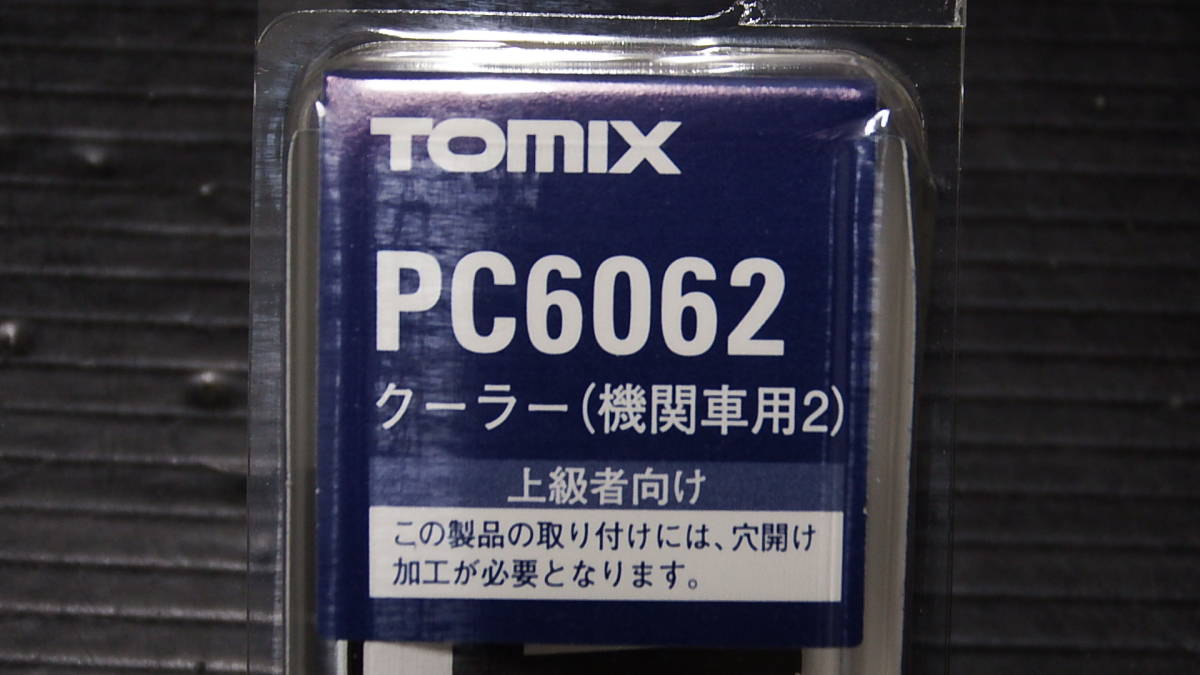 TOMIX
PC6062
クーラー(機関車用2)
上級者向け
この製品の取り付けには、穴開け
加工が必要となります。